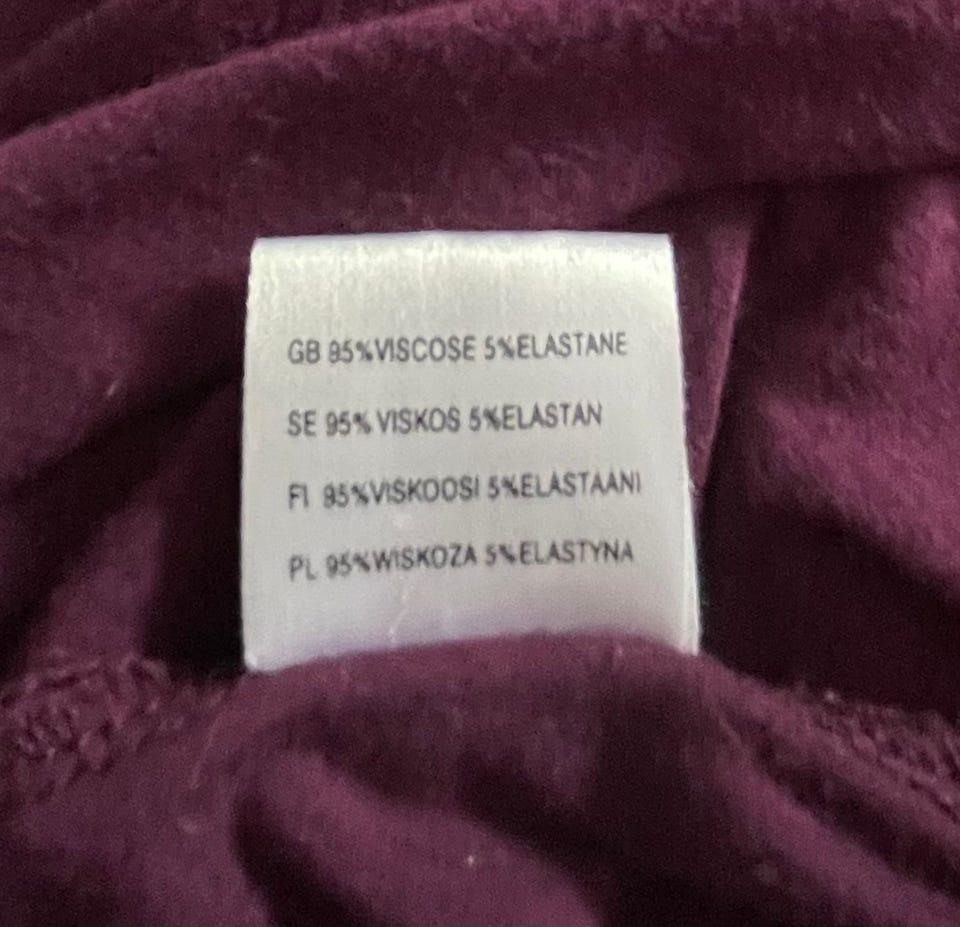 GB 95%VISCOSE 5%ELASTANE
SE 95% VISKOS 5%ELASTAN
FI 95%VISKOOSI 5%ELASTAANI
PL 95%WISKOZA 5%ELASTYNA